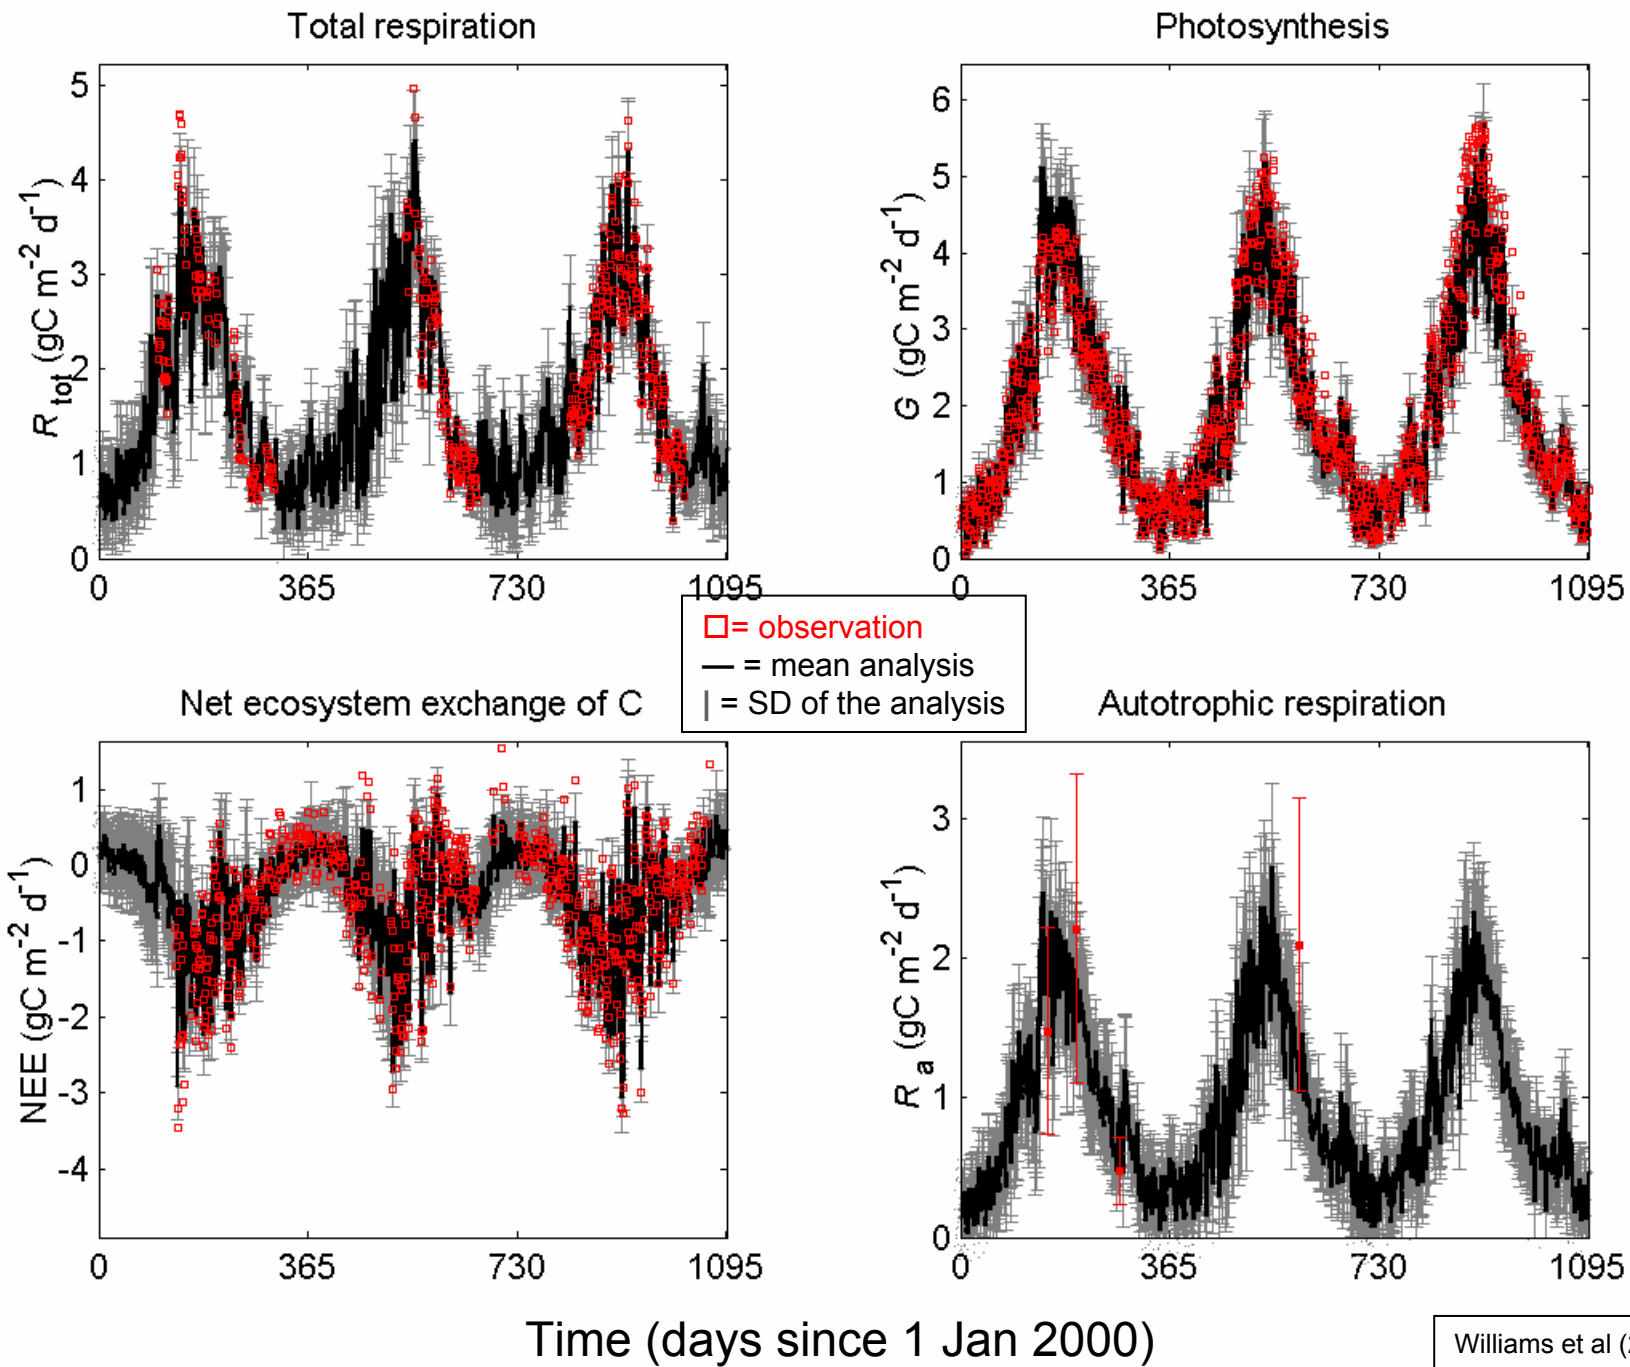 Total respiration
5
4
3
2
1
0
0 365 730 1095
R tot (gC m-2 d-1)
Photosynthesis
6
5
4
3
2
1
0
0 365 730 1095
G (gC m-2 d-1)
= observation
= mean analysis
| = SD of the analysis
Net ecosystem exchange of C
1
0
-1
-2
-3
-4
0 365 730 1095
NEE (gC m-2 d-1)
Autotrophic respiration
3
2
1
0
0 365 730 1095
R a (gC m-2 d-1)
Time (days since 1 Jan 2000)
Williams et al (